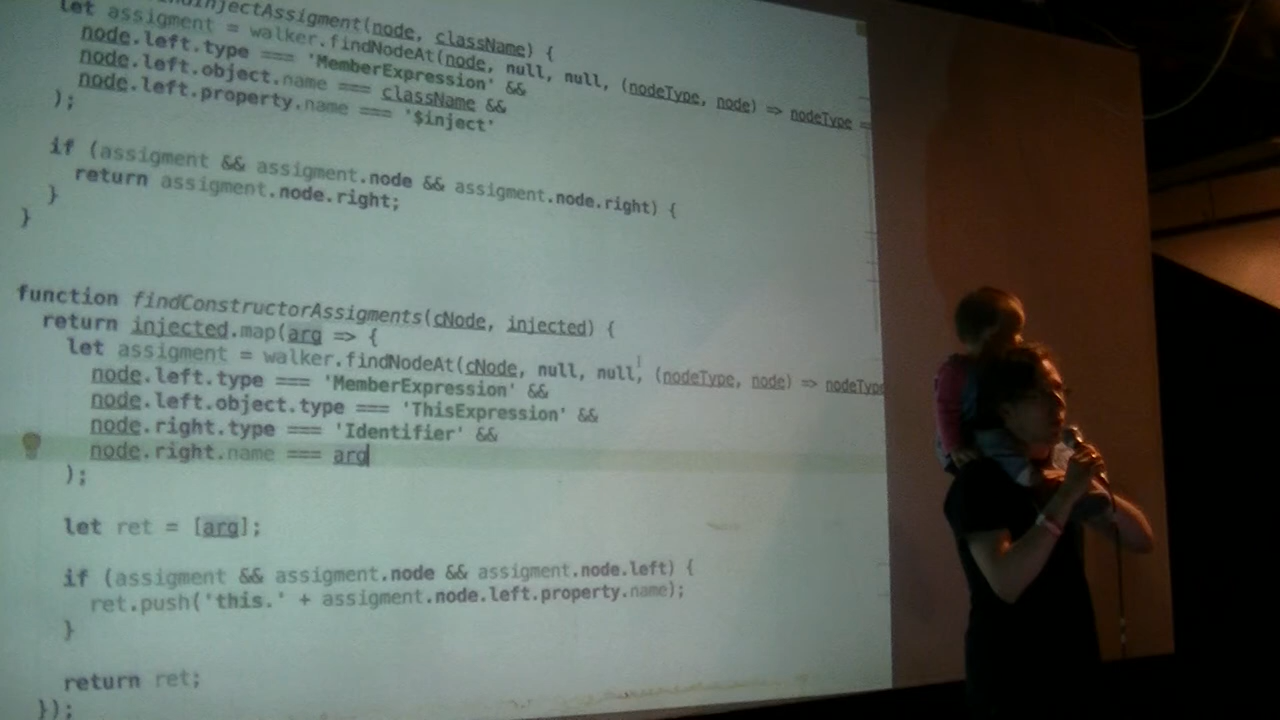 InjectAssigment(node, className) {
let assigment = walker.findNodeAt(node, null, null, (nodeType, node) => nodeType ==
node.left.type === 'MemberExpression' &&
node.left.object.name === className &&
node.left.property.name === '$inject'
);
if (assigment && assigment.node && assigment.node.right) {
return assigment.node.right;
}
}
function findConstructorAssigments(cNode, injected) {
return injected.map(arg => {
let assigment = walker.findNodeAt(cNode, null, null, (nodeType, node) => nodeType
node.left.type === 'MemberExpression' &&
node.left.object.type === 'ThisExpression' &&
node.right.type === 'Identifier' &&
node.right.name === arg
);
let ret = [arg];
if (assigment && assigment.node && assigment.node.left) {
ret.push('this.' + assigment.node.left.property.name);
}
return ret;
});